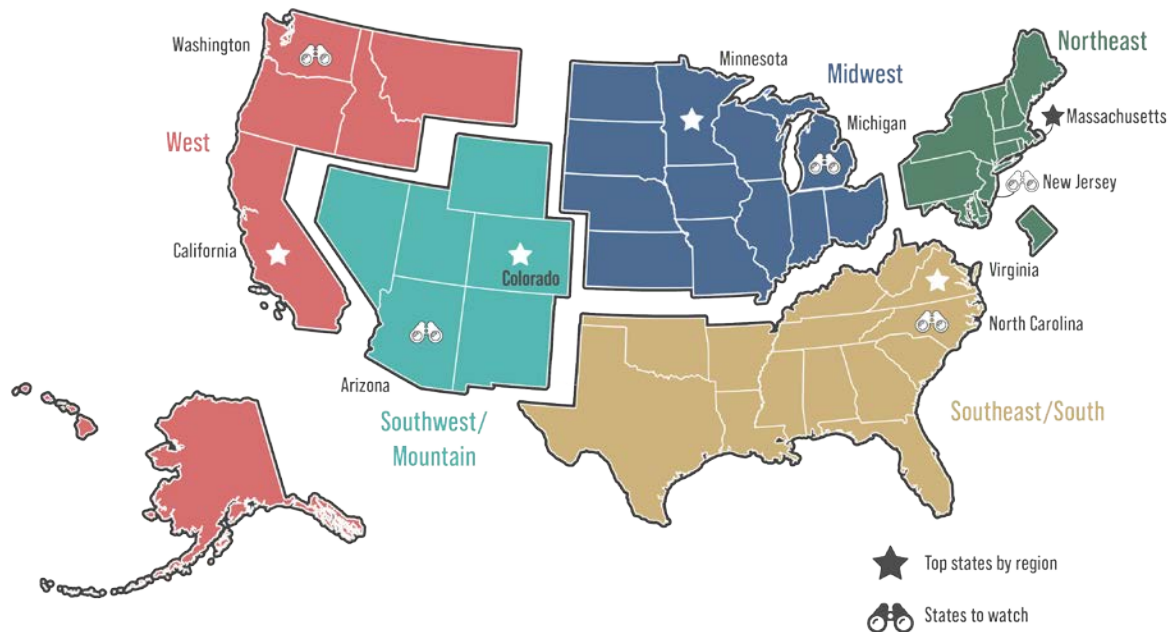 Washington
Minnesota
Northeast
Midwest
Massachusetts
Michigan
West
New Jersey
California
Colorado
Virginia
North Carolina
Arizona
Southwest/
Mountain
Southeast/South
Top states by region
States to watch